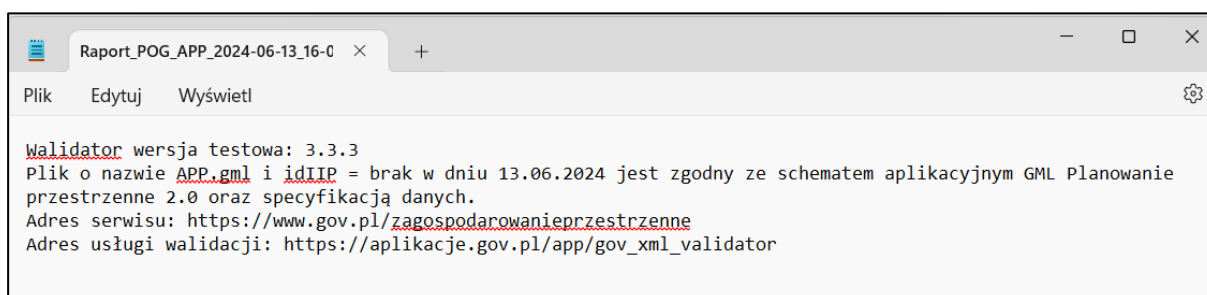 Raport_POG_APP_2024-06-13_16-0
Plik Edytuj Wyświetl
Walidator wersja testowa: 3.3.3
Plik o nazwie APP.gml i idIIP = brak w dniu 13.06.2024 jest zgodny ze schematem aplikacyjnym GML Planowanie
przestrzenne 2.0 oraz specyfikacją danych.
Adres serwisu: https://www.gov.pl/zagospodarowanieprzestrzenne
Adres usługi walidacji: https://aplikacje.gov.pl/app/gov_xml_validator